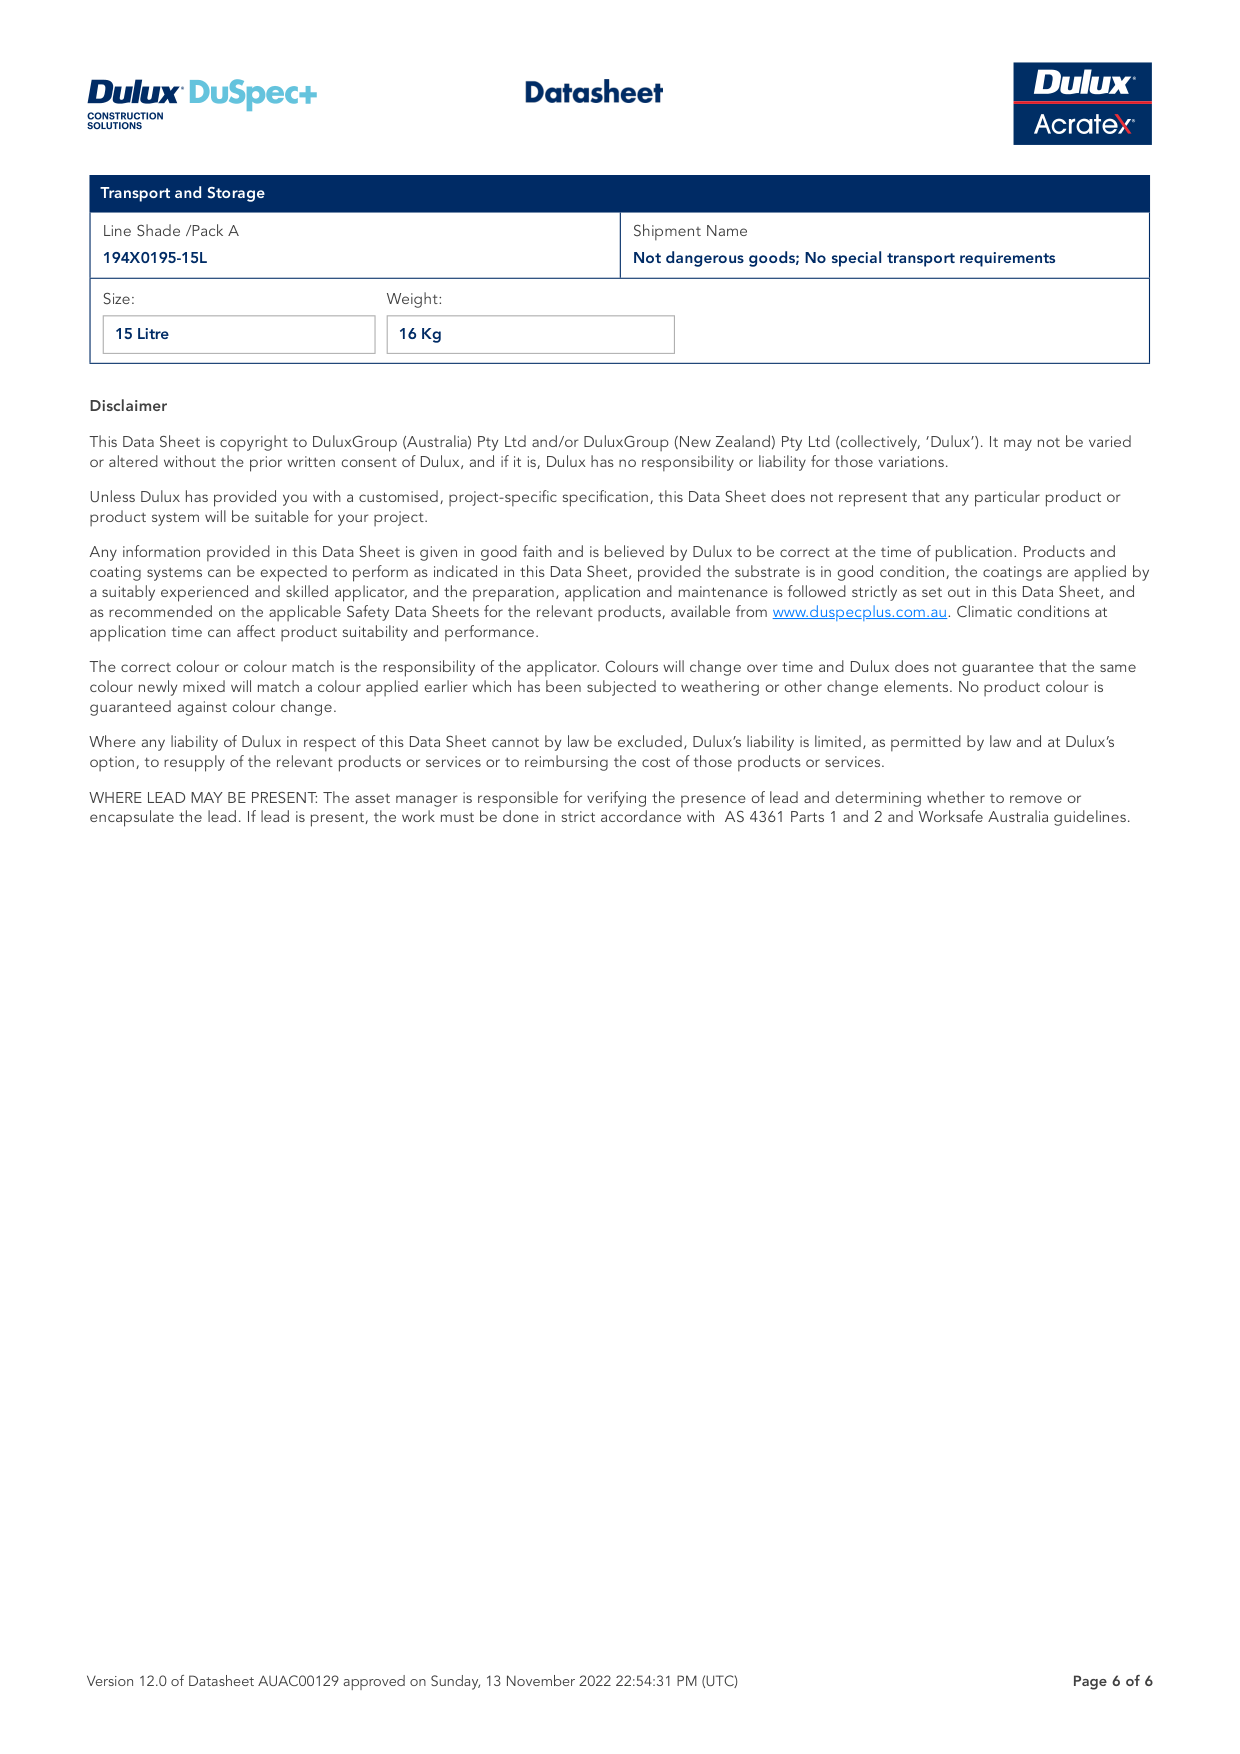 Dulux DuSpec+
CONSTRUCTION
SOLUTIONS
Datasheet
Dulux
Acratex
Transport and Storage
Line Shade /Pack A
194X0195-15L
Shipment Name
Not dangerous goods; No special transport requirements
Size:
15 Litre
Weight:
16 Kg
Disclaimer
This Data Sheet is copyright to DuluxGroup (Australia) Pty Ltd and/or DuluxGroup (New Zealand) Pty Ltd (collectively, ‘Dulux’). It may not be varied
or altered without the prior written consent of Dulux, and if it is, Dulux has no responsibility or liability for those variations.
Unless Dulux has provided you with a customised, project-specific specification, this Data Sheet does not represent that any particular product or
product system will be suitable for your project.
Any information provided in this Data Sheet is given in good faith and is believed by Dulux to be correct at the time of publication. Products and
coating systems can be expected to perform as indicated in this Data Sheet, provided the substrate is in good condition, the coatings are applied by
a suitably experienced and skilled applicator, and the preparation, application and maintenance is followed strictly as set out in this Data Sheet, and
as recommended on the applicable Safety Data Sheets for the relevant products, available from www.duspecplus.com.au. Climatic conditions at
application time can affect product suitability and performance.
The correct colour or colour match is the responsibility of the applicator. Colours will change over time and Dulux does not guarantee that the same
colour newly mixed will match a colour applied earlier which has been subjected to weathering or other change elements. No product colour is
guaranteed against colour change.
Where any liability of Dulux in respect of this Data Sheet cannot by law be excluded, Dulux’s liability is limited, as permitted by law and at Dulux’s
option, to resupply of the relevant products or services or to reimbursing the cost of those products or services.
WHERE LEAD MAY BE PRESENT: The asset manager is responsible for verifying the presence of lead and determining whether to remove or
encapsulate the lead. If lead is present, the work must be done in strict accordance with  AS 4361 Parts 1 and 2 and Worksafe Australia guidelines.
Version 12.0 of Datasheet AUAC00129 approved on Sunday, 13 November 2022 22:54:31 PM (UTC)
Page 6 of 6